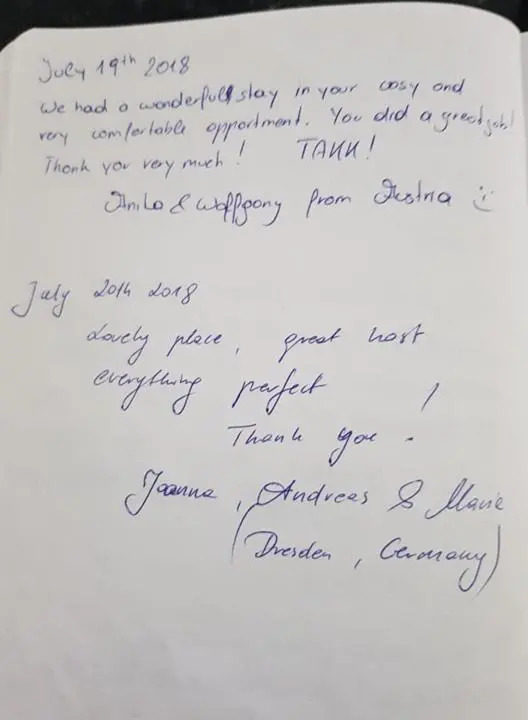 July 19th 2018
We had a wonderfull stay in your cosy and
very comfortable appartment. You did a great job!
Thank you very much! TAKK!
Anita & Wolfgang from Austria :)
July 20th 2018
Lovely place, great host
everything perfect !
Thank you.
Joanna, Andreas & Marie
(Dresden, Germany)